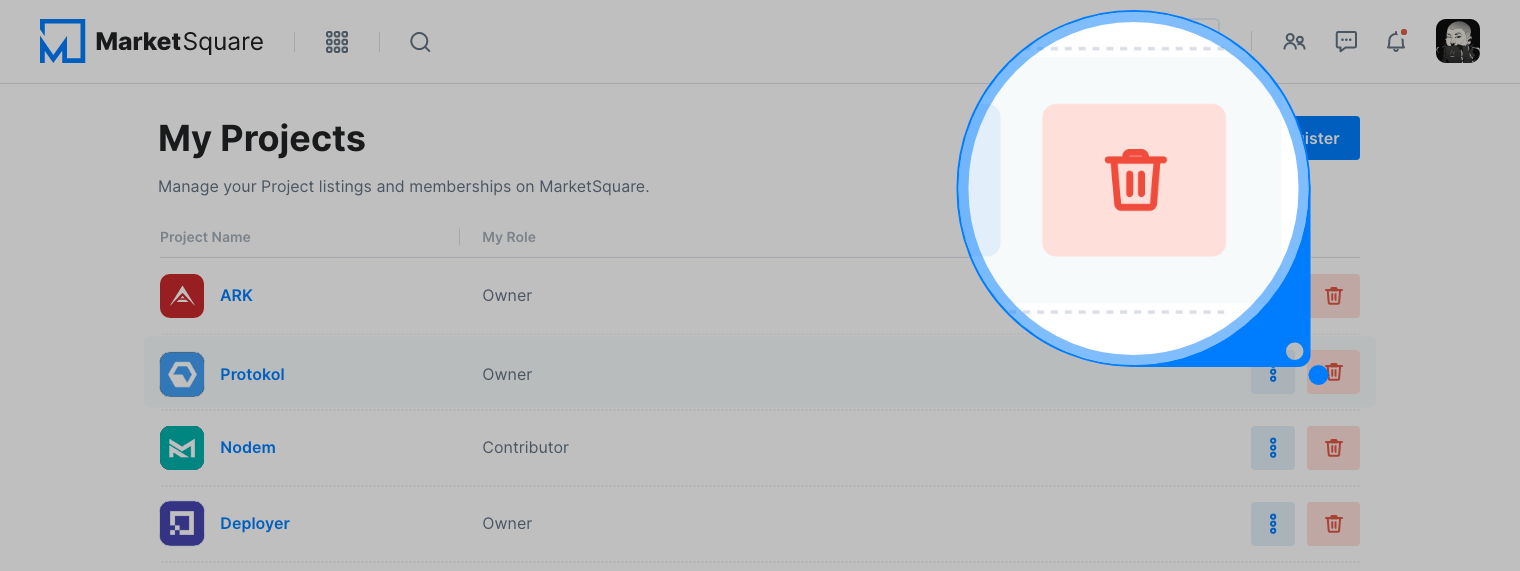 MarketSquare
My Projects
ister
Manage your Project listings and memberships on MarketSquare.
Project Name
My Role
ARK
Owner
Protokol
Owner
Nodem
Contributor
Deployer
Owner